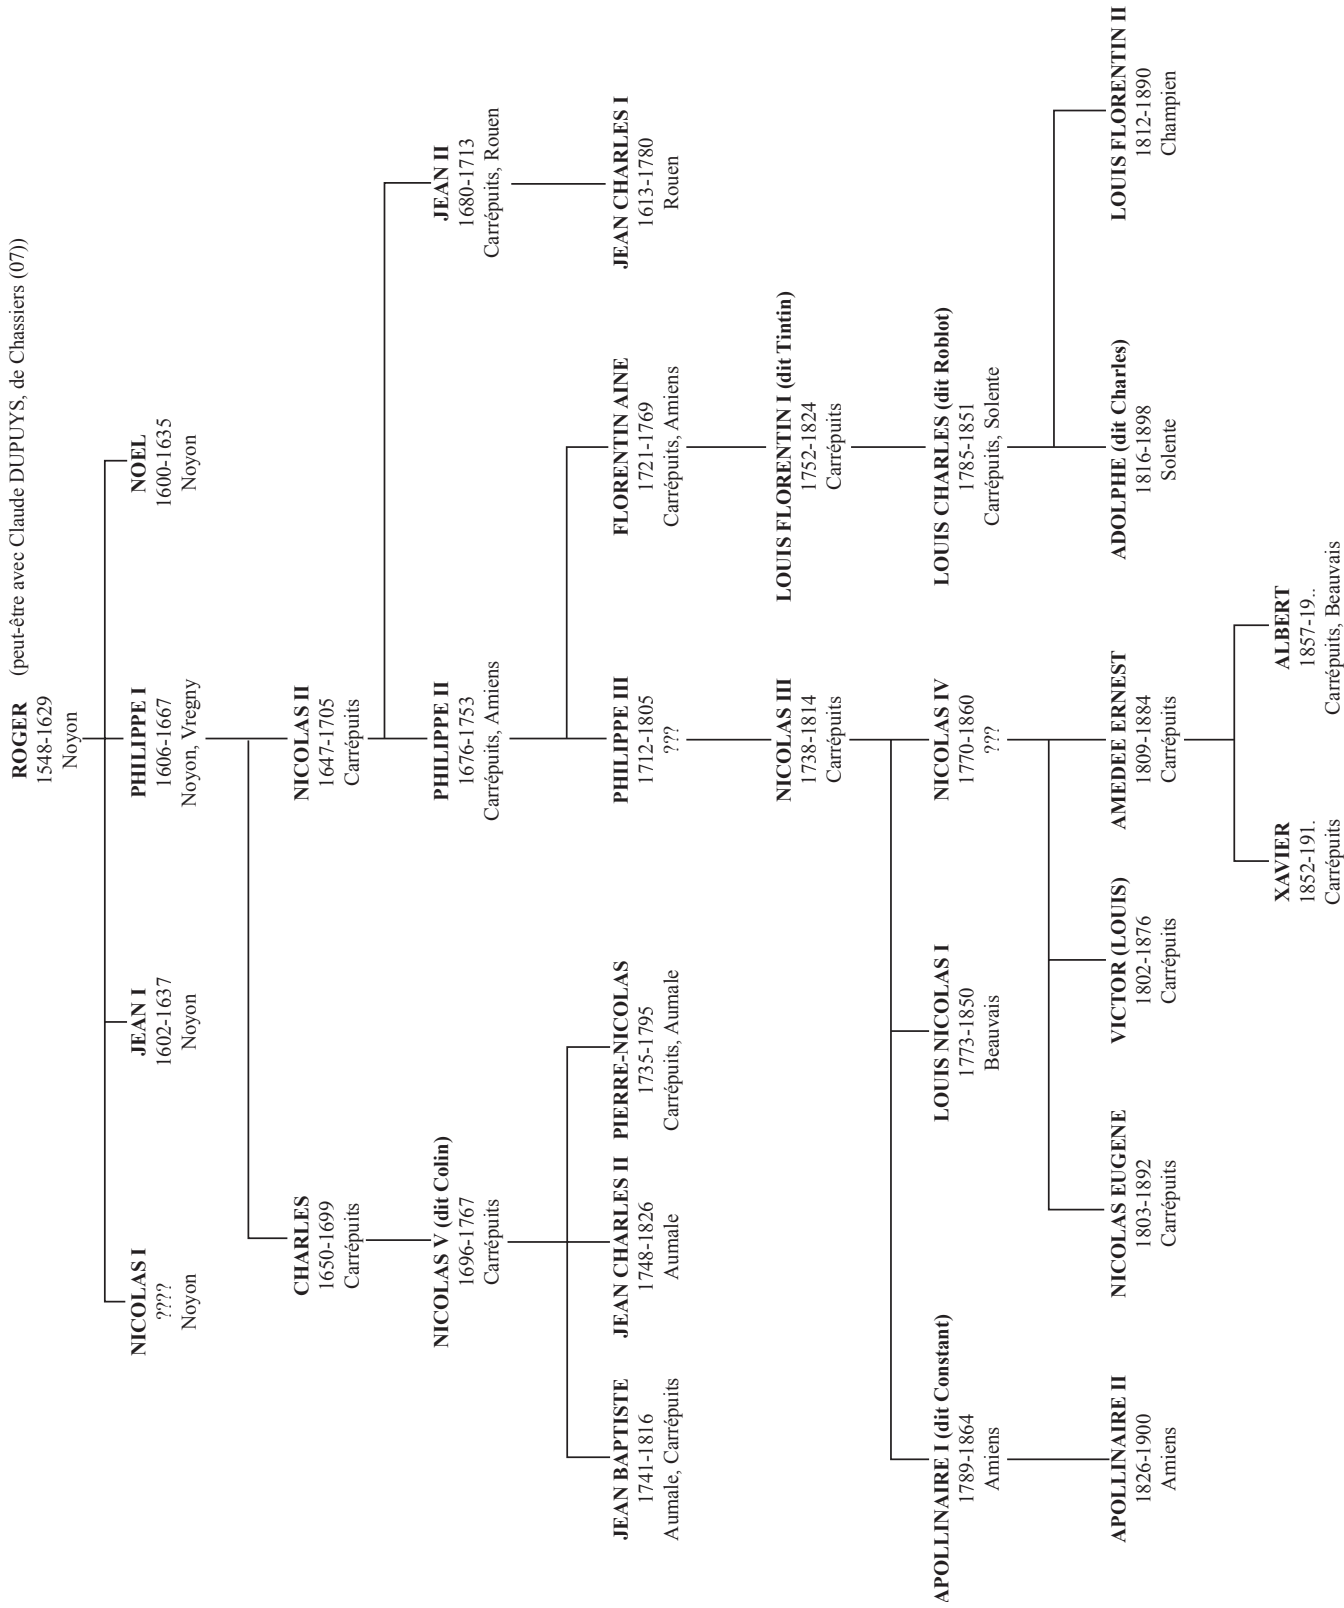 ROGER (peut-être avec Claude DUPUYS, de Chassiers (07))
1548-1629
Noyon
NICOLAS I
????
Noyon
JEAN I
1602-1637
Noyon
PHILIPPE I
1606-1667
Noyon, Vregny
NOEL
1600-1635
Noyon
CHARLES
1650-1699
Carrépuits
NICOLAS II
1647-1705
Carrépuits
NICOLAS V (dit Colin)
1696-1767
Carrépuits
PHILIPPE II
1676-1753
Carrépuits, Amiens
JEAN II
1680-1713
Carrépuits, Rouen
JEAN BAPTISTE
1741-1816
Aumale, Carrépuits
JEAN CHARLES II
1748-1826
Aumale
PIERRE-NICOLAS
1735-1795
Carrépuits, Aumale
PHILIPPE III
1712-1805
???
FLORENTIN AINE
1721-1769
Carrépuits, Amiens
JEAN CHARLES I
1613-1780
Rouen
NICOLAS III
1738-1814
Carrépuits
LOUIS FLORENTIN I (dit Tintin)
1752-1824
Carrépuits
APOLLINAIRE I (dit Constant)
1789-1864
Amiens
LOUIS NICOLAS I
1773-1850
Beauvais
NICOLAS IV
1770-1860
???
LOUIS CHARLES (dit Roblot)
1785-1851
Carrépuits, Solente
APOLLINAIRE II
1826-1900
Amiens
NICOLAS EUGENE
1803-1892
Carrépuits
VICTOR (LOUIS)
1802-1876
Carrépuits
AMEDEE ERNEST
1809-1884
Carrépuits
ADOLPHE (dit Charles)
1816-1898
Solente
LOUIS FLORENTIN II
1812-1890
Champien
XAVIER
1852-191.
Carrépuits
ALBERT
1857-19..
Carrépuits, Beauvais